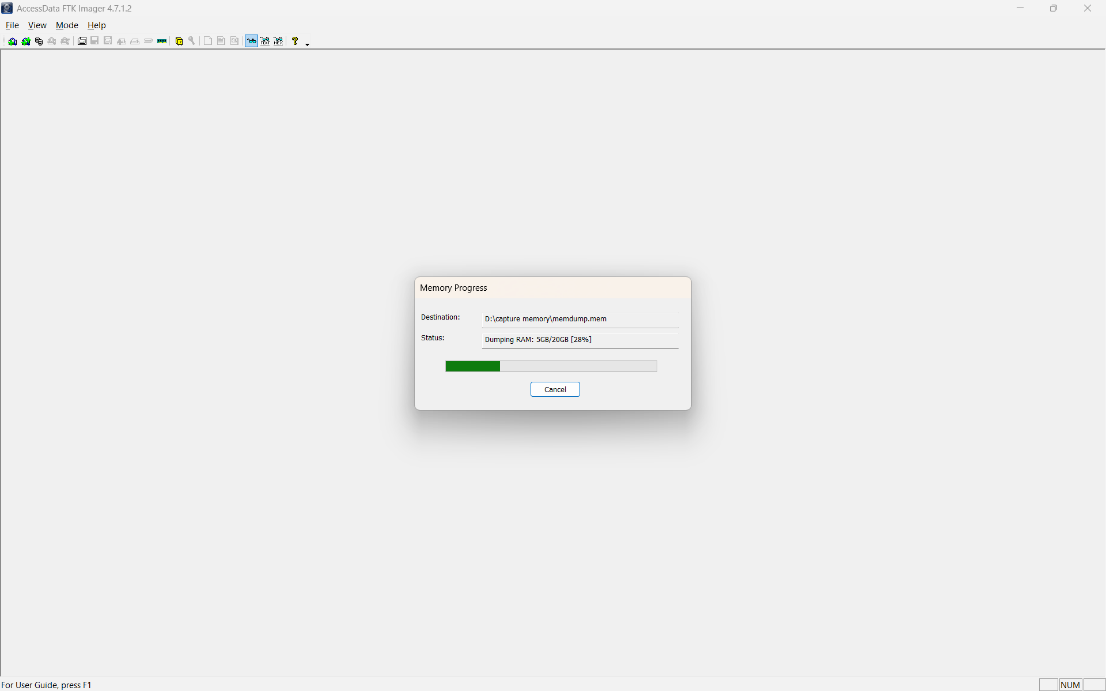 AccessData FTK Imager 4.7.1.2
File View Mode Help
Memory Progress
Destination: D:\capture memory\memdump.mem
Status: Dumping RAM: 5GB/20GB [28%]
Cancel
For User Guide, press F1 NUM